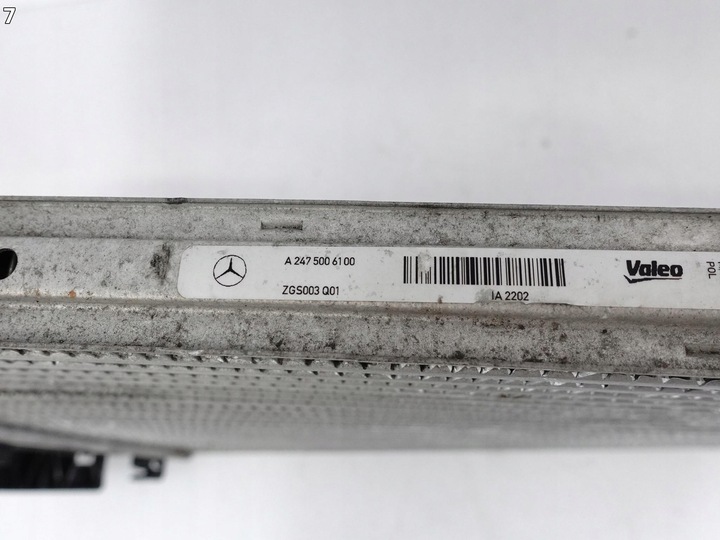 7
A 247 500 61 00
ZGS003 Q01
IA 2202
Valeo
POL